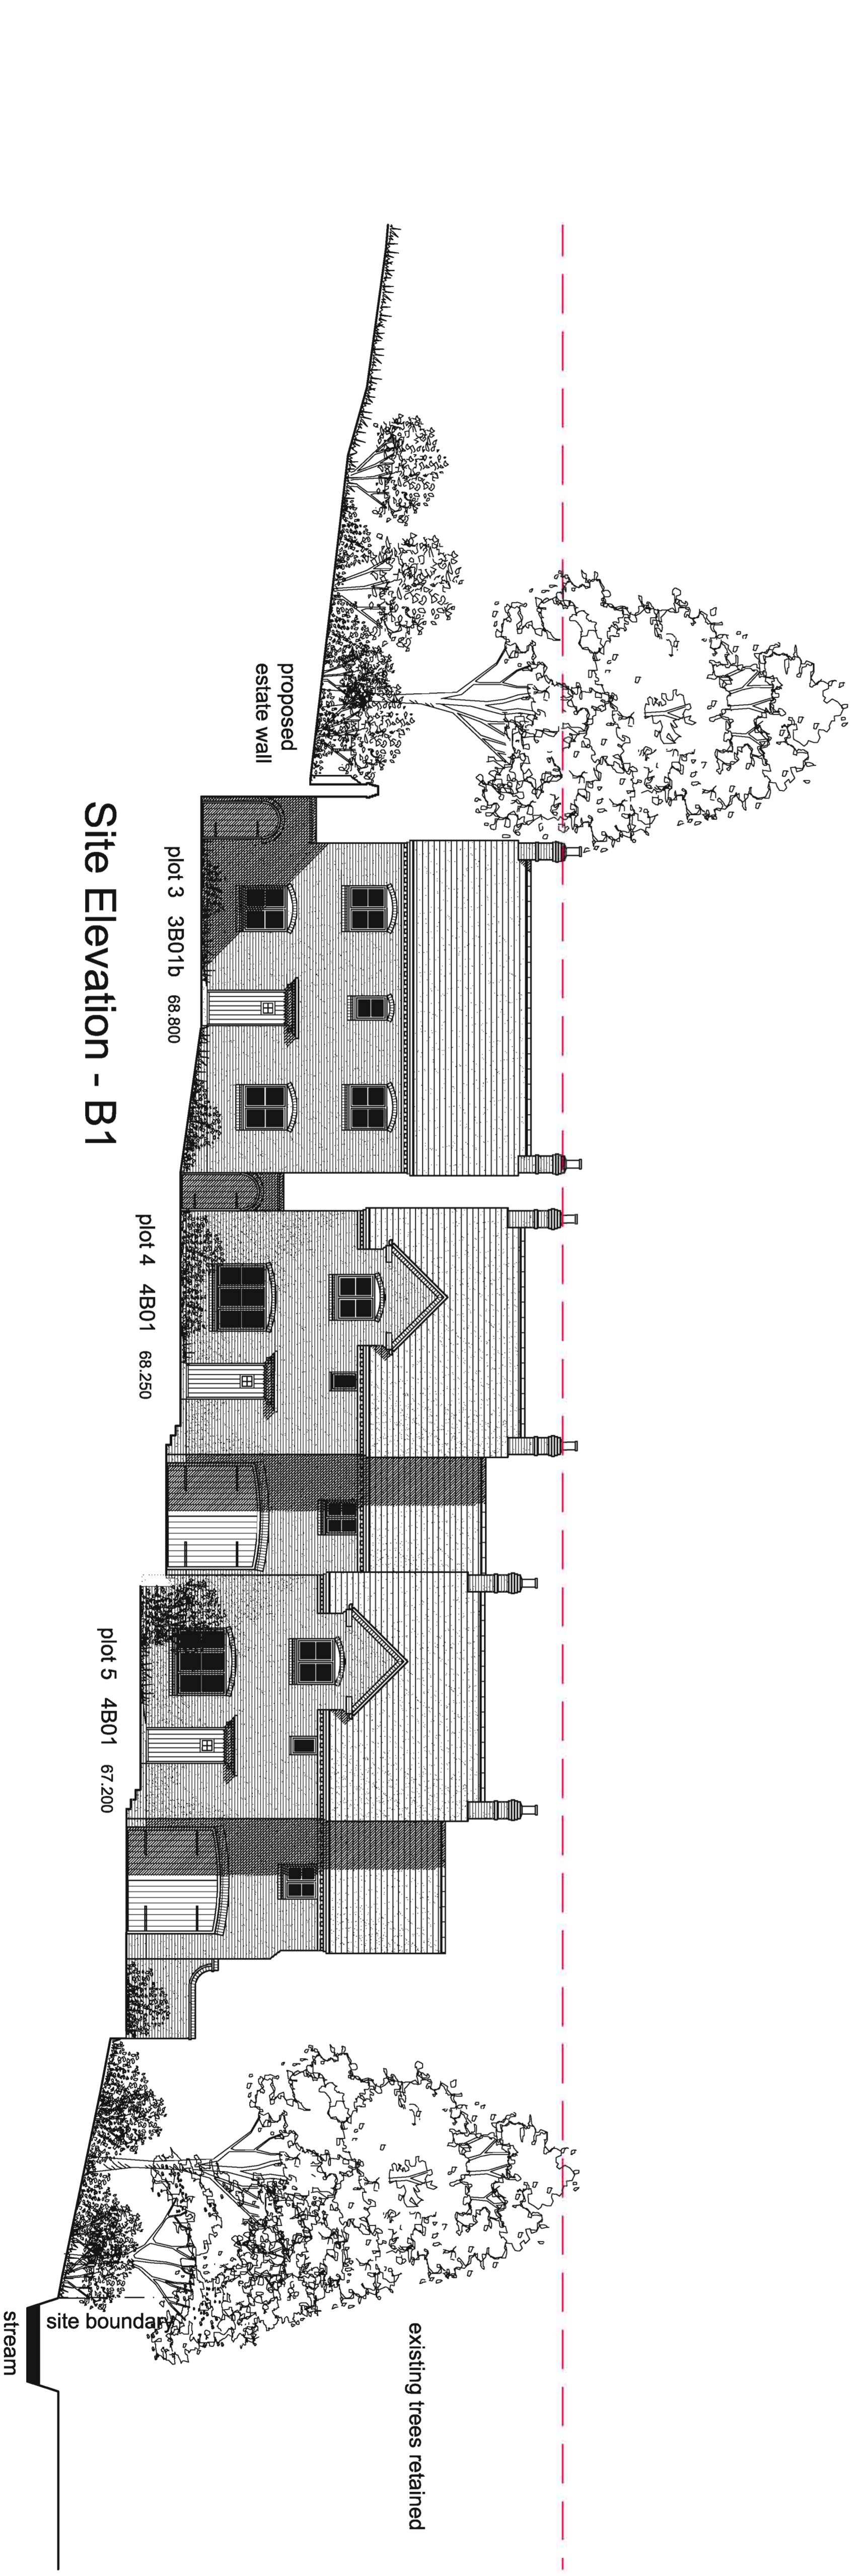 proposed
estate wall
plot 3 3B01b 68.800
plot 4 4B01 68.250
plot 5 4B01 67.200
existing trees retained
site boundary
stream
Site Elevation - B1